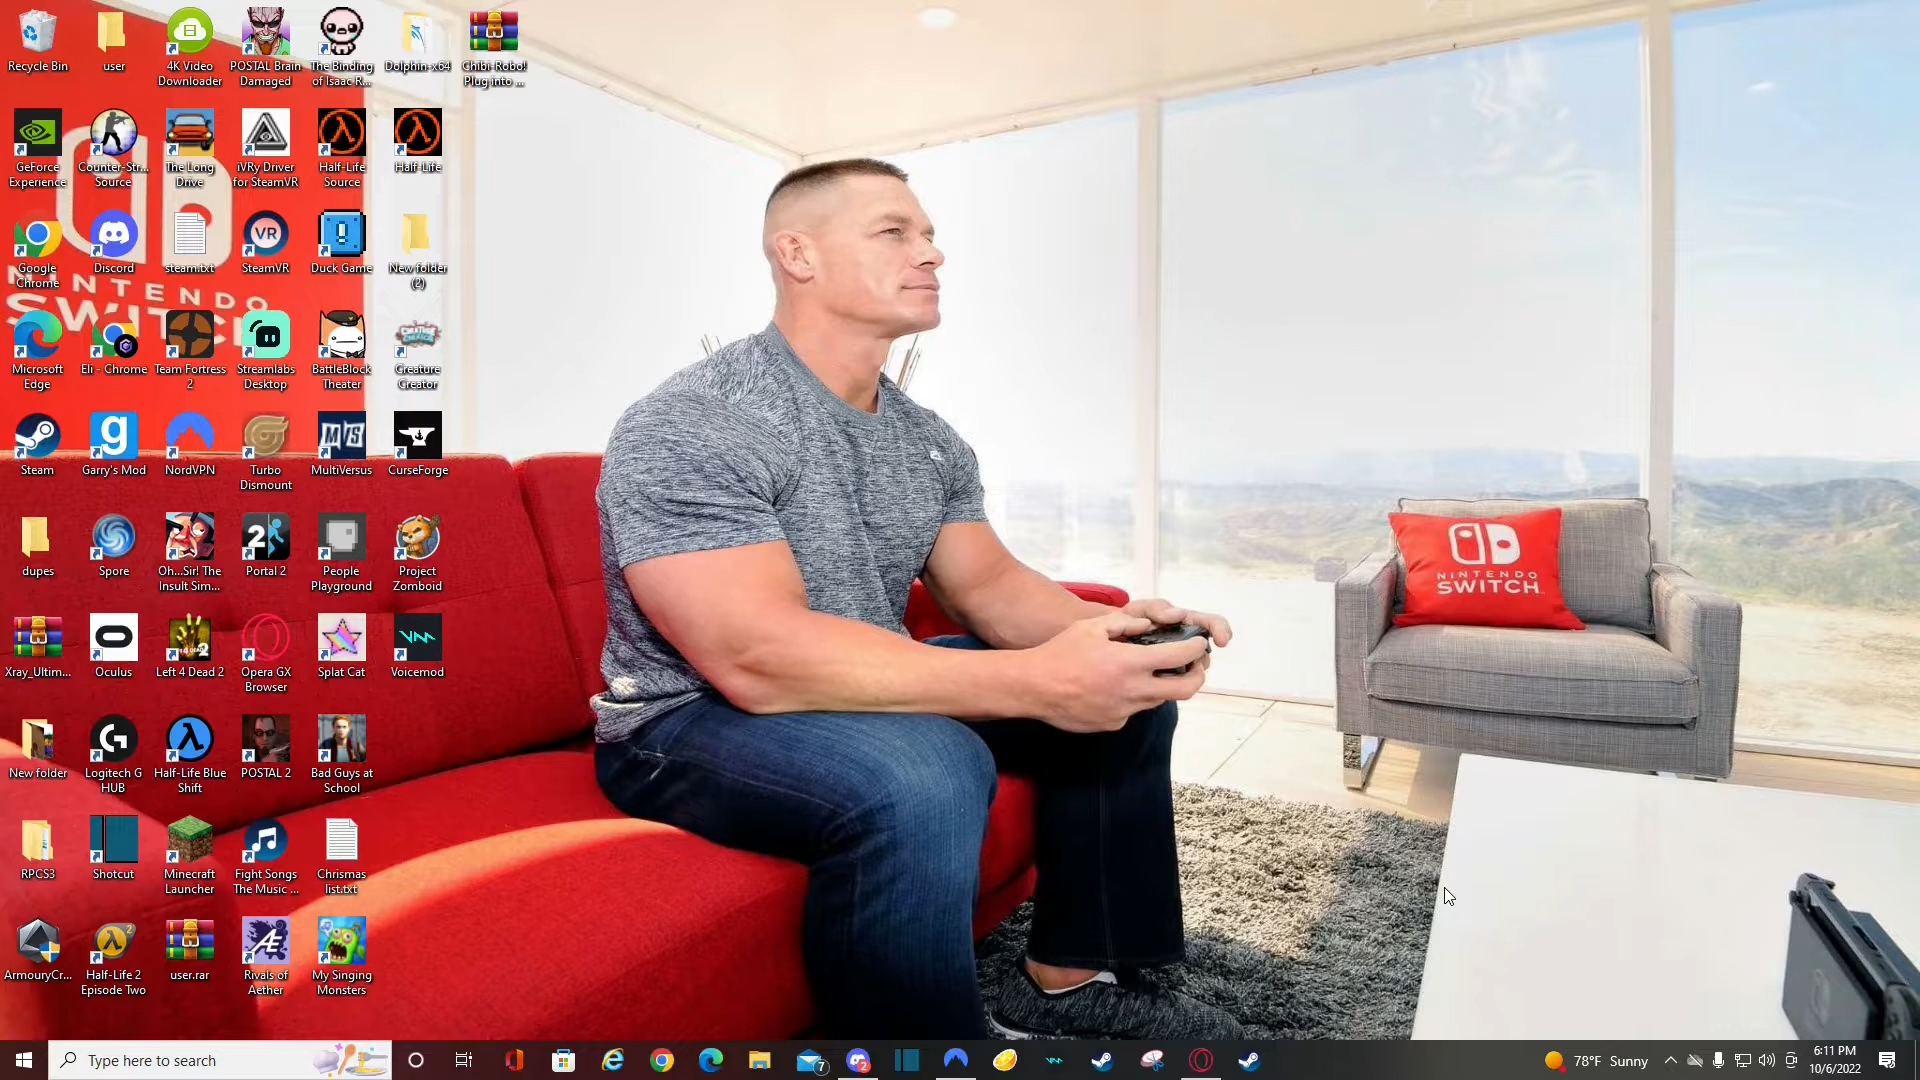 Recycle Bin
user
4K Video
Downloader
POSTAL Brain
Damaged
The Binding
of Isaac R...
Dolphin-x64
Chibi-Robo!
Plug into ...
GeForce
Experience
Counter-Str...
Source
The Long
Drive
iVRy Driver
for SteamVR
Half-Life
Source
Half-Life
Google
Chrome
Discord
steam.txt
VR
SteamVR
Duck Game
New folder
(2)
NINTENDO
SWITCH
Microsoft
Edge
Eli - Chrome
Team Fortress
2
Streamlabs
Desktop
BattleBlock
Theater
Creature
Creator
Steam
g
Garry's Mod
NordVPN
Turbo
Dismount
MultiVersus
CurseForge
dupes
Spore
Oh...Sir! The
Insult Sim...
2
Portal 2
People
Playground
Project
Zomboid
Xray_Ultim...
Oculus
Left 4 Dead 2
Opera GX
Browser
Splat Cat
Voicemod
New folder
Logitech G
HUB
Half-Life Blue
Shift
POSTAL 2
Bad Guys at
School
RPCS3
Shotcut
Minecraft
Launcher
Fight Songs
The Music ...
Chrismas
list.txt
ArmouryCr...
Half-Life 2
Episode Two
user.rar
Rivals of
Aether
My Singing
Monsters
NINTENDO
SWITCH
Type here to search
7
2
78°F Sunny
6:11 PM
10/6/2022